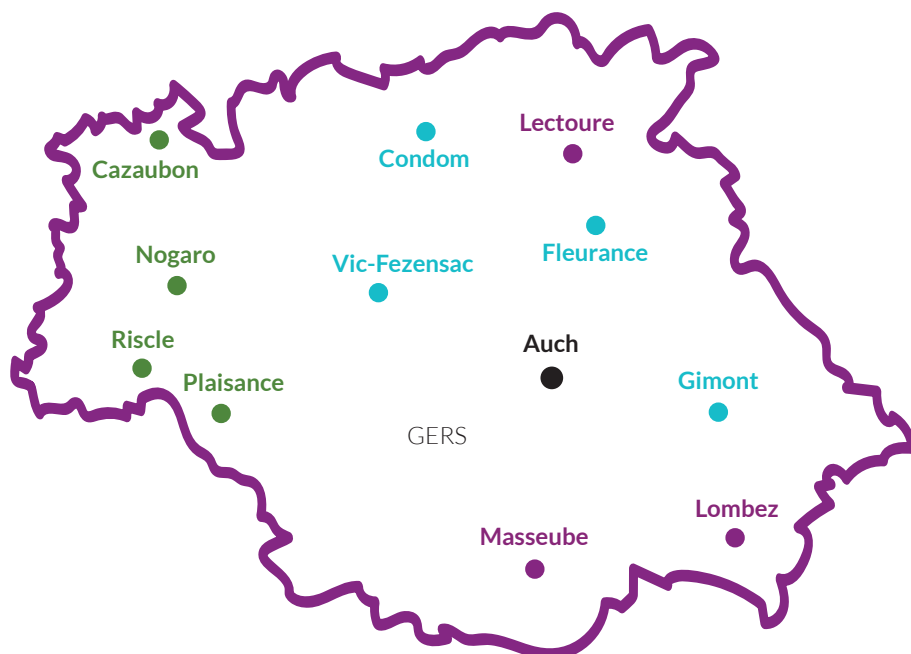 Lectoure
Condom
Cazaubon
Fleurance
Nogaro
Vic-Fezensac
Riscle
Auch
Plaisance
Gimont
GERS
Lombez
Masseube